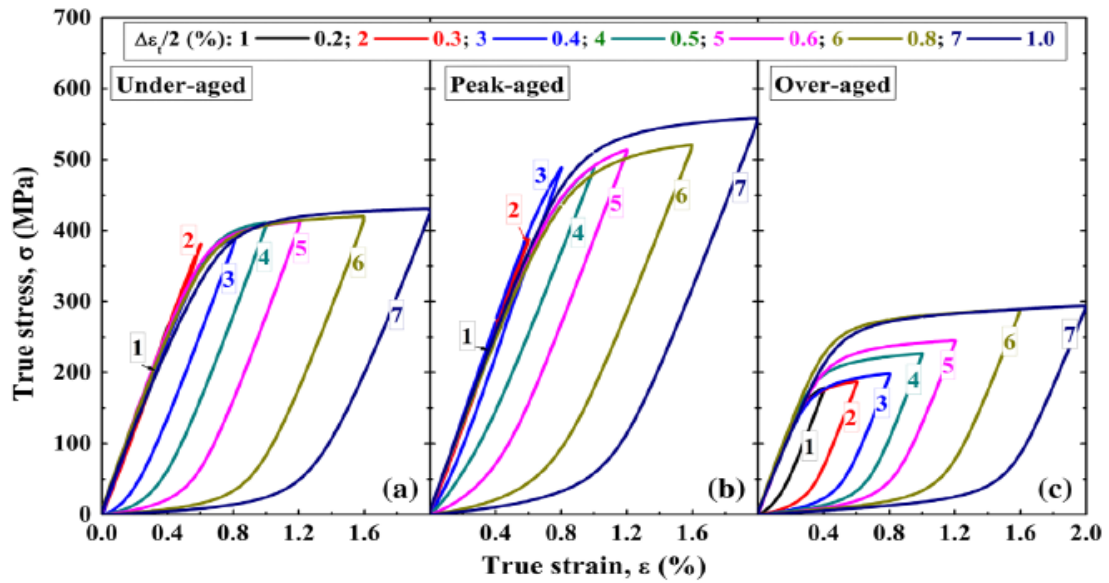 700
600
500
400
300
200
100
0
True stress, σ (MPa)
Δεt/2 (%): 1 0.2; 2 0.3; 3 0.4; 4 0.5; 5 0.6; 6 0.8; 7 1.0
Under-aged
Peak-aged
Over-aged
1
2
3
4
5
6
7
(a)
1
2
3
4
5
6
7
(b)
1
2
3
4
5
6
7
(c)
0.0 0.4 0.8 1.2 1.6 0.4 0.8 1.2 1.6 0.4 0.8 1.2 1.6 2.0
True strain, ε (%)